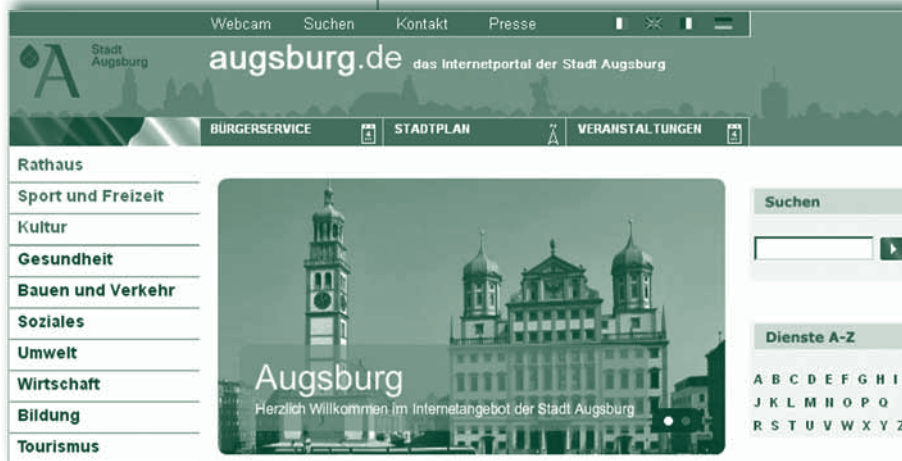 Webcam Suchen Kontakt Presse
Stadt
Augsburg
augsburg.de das Internetportal der Stadt Augsburg
BÜRGERSERVICE STADTPLAN VERANSTALTUNGEN
Rathaus
Sport und Freizeit
Kultur
Gesundheit
Bauen und Verkehr
Soziales
Umwelt
Wirtschaft
Bildung
Tourismus
Augsburg
Herzlich Willkommen im Internetangebot der Stadt Augsburg
Suchen
Dienste A-Z
A B C D E F G H I
J K L M N O P Q
R S T U V W X Y Z